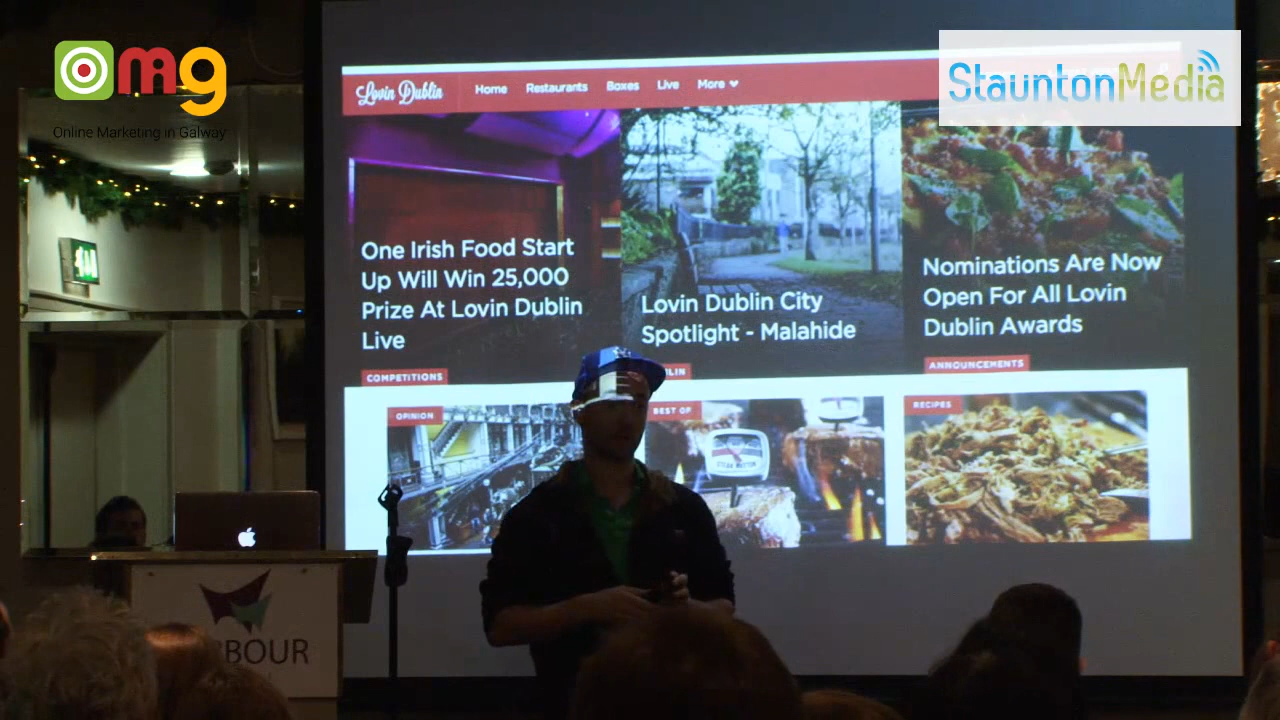 OMiG
Online Marketing in Galway
StauntonMedia
Lovin Dublin
Home Restaurants Boxes Live More
One Irish Food Start
Up Will Win 25,000
Prize At Lovin Dublin
Live
COMPETITIONS
Lovin Dublin City
Spotlight - Malahide
LIN
Nominations Are Now
Open For All Lovin
Dublin Awards
ANNOUNCEMENTS
OPINION
BEST OF
RECIPES
BOUR